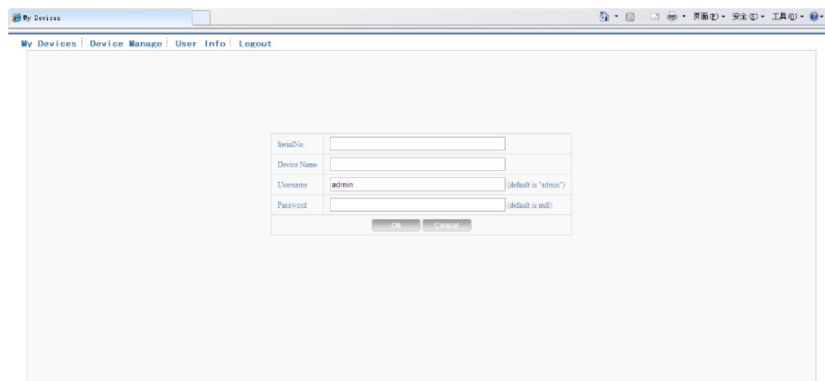 My Devices
页面(P) 安全(S) 工具(O)
My Devices Device Manage User Info Logout
SerialNo.
Device Name
Username admin (default is "admin")
Password (default is null)
Ok Cancel